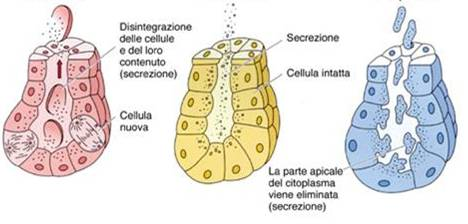 Disintegrazione
delle cellule
e del loro
contenuto
(secrezione)
Cellula
nuova
Secrezione
Cellula intatta
La parte apicale
del citoplasma
viene eliminata
(secrezione)